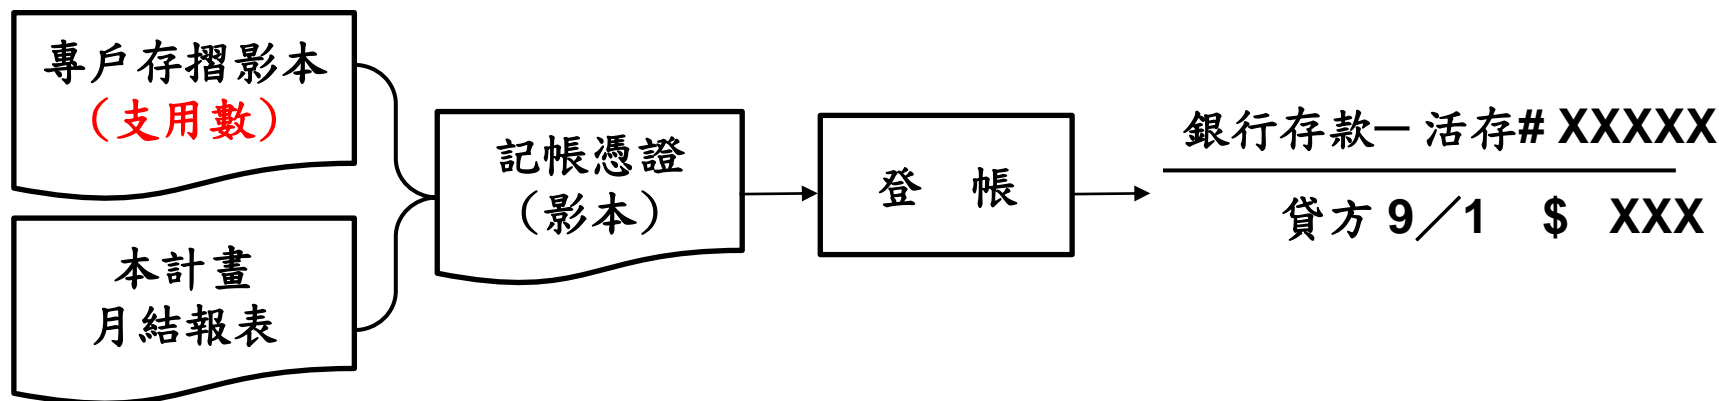 專戶存摺影本
（支用數）
本計畫
月結報表
記帳憑證
（影本）
登　帳
銀行存款─ 活存# XXXXX
貸方 9／1　$　XXX